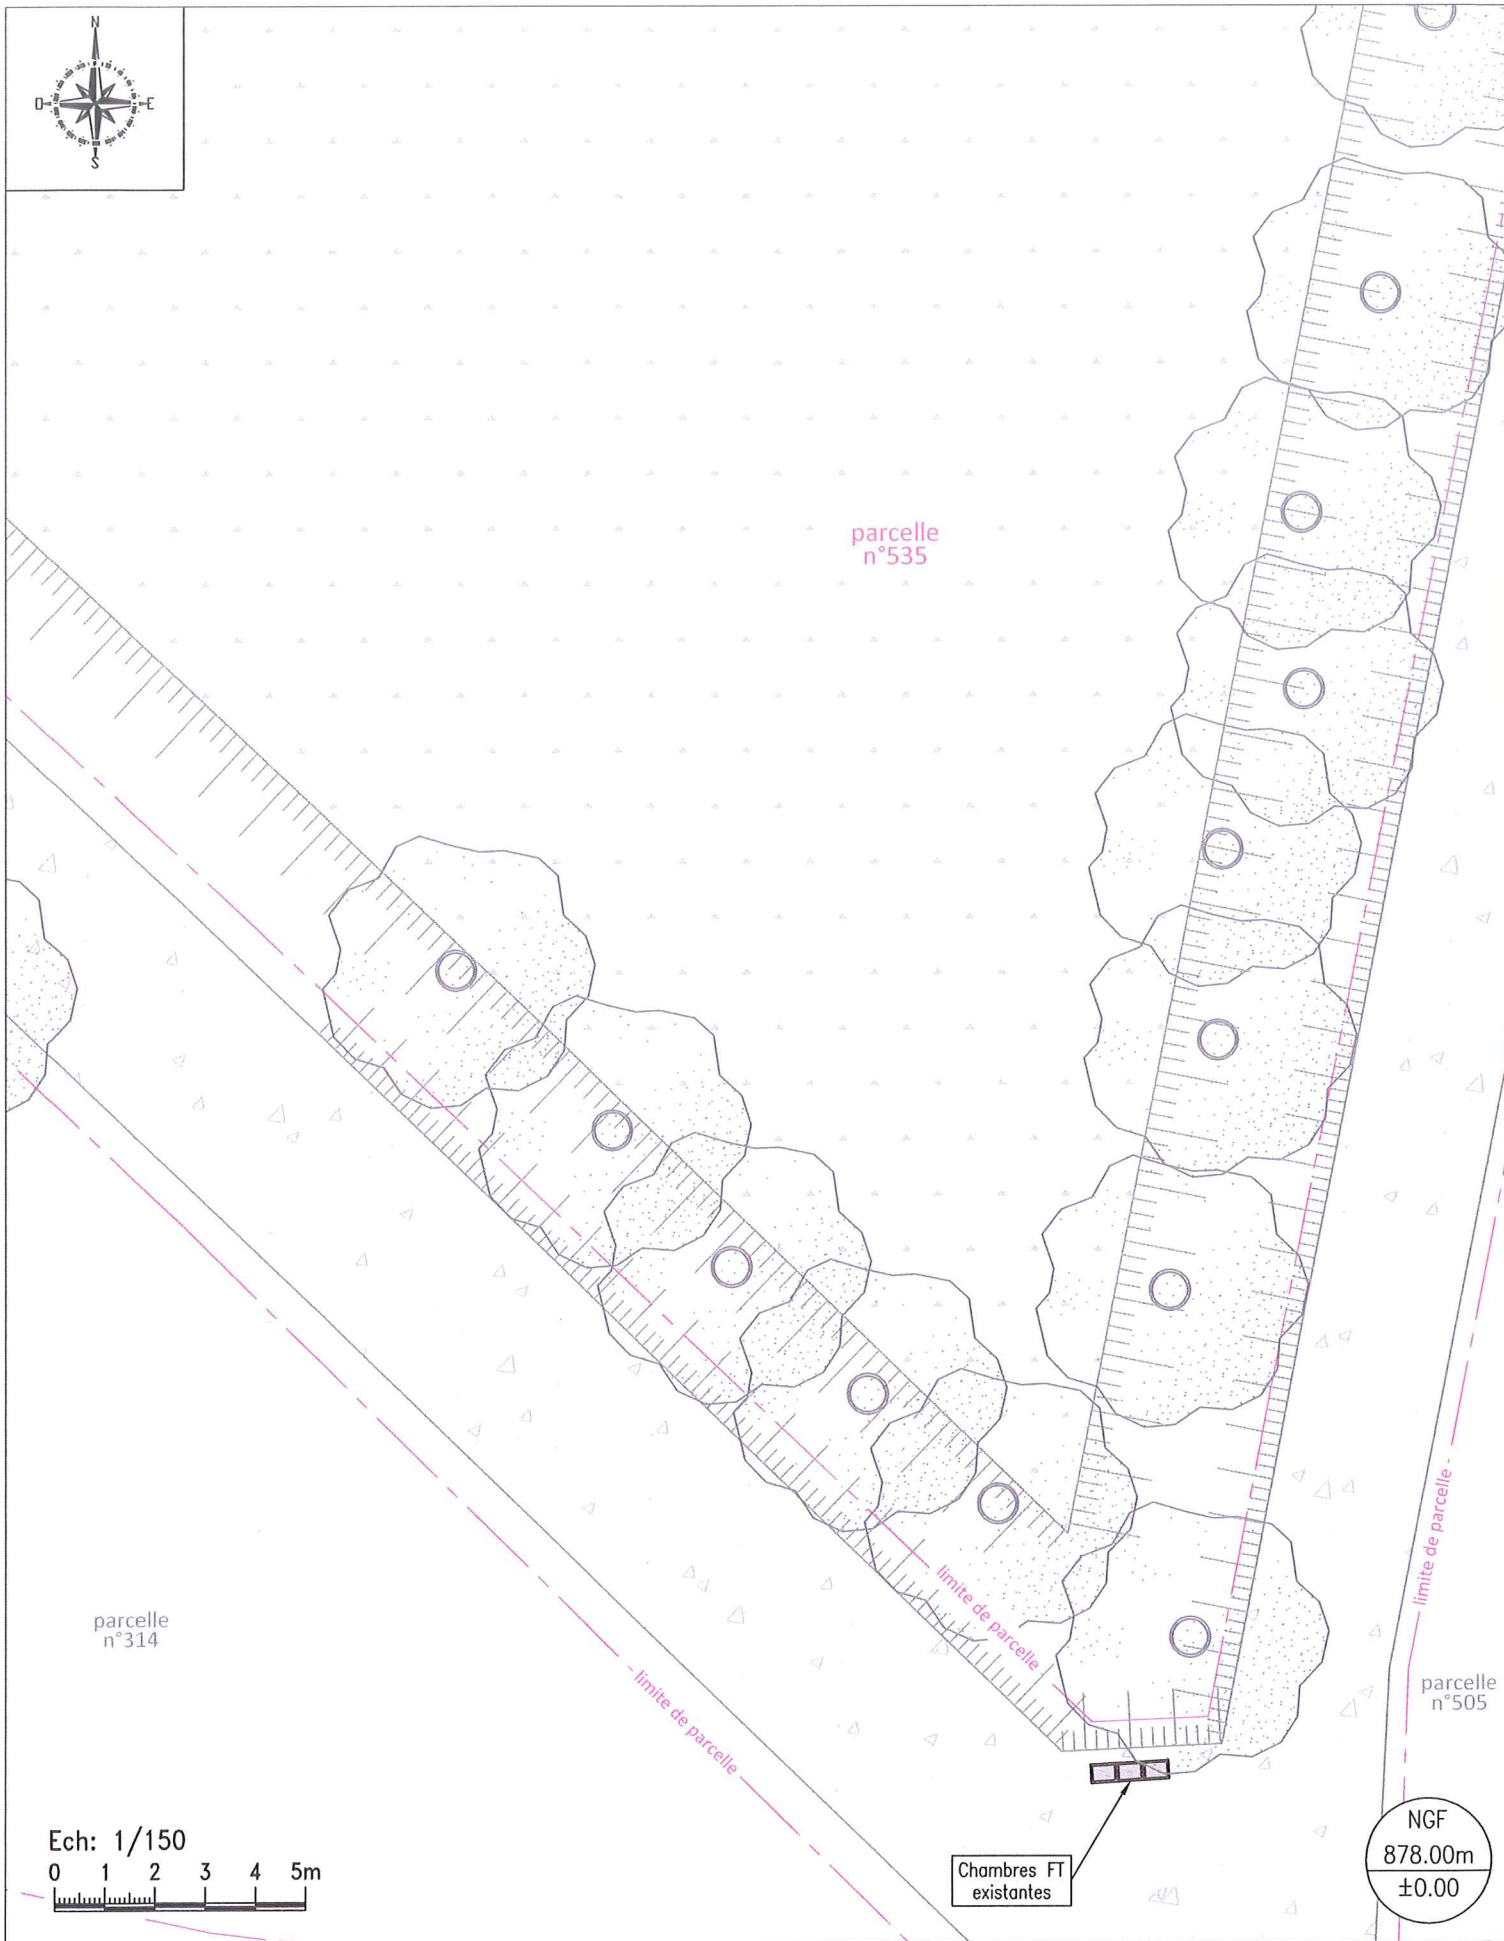 N
O
E
S
parcelle
n°535
parcelle
n°314
limite de parcelle
limite de parcelle
limite de parcelle -
parcelle
n°505
Ech: 1/150
0 1 2 3 4 5m
Chambres FT
existantes
NGF
878.00m
±0.00